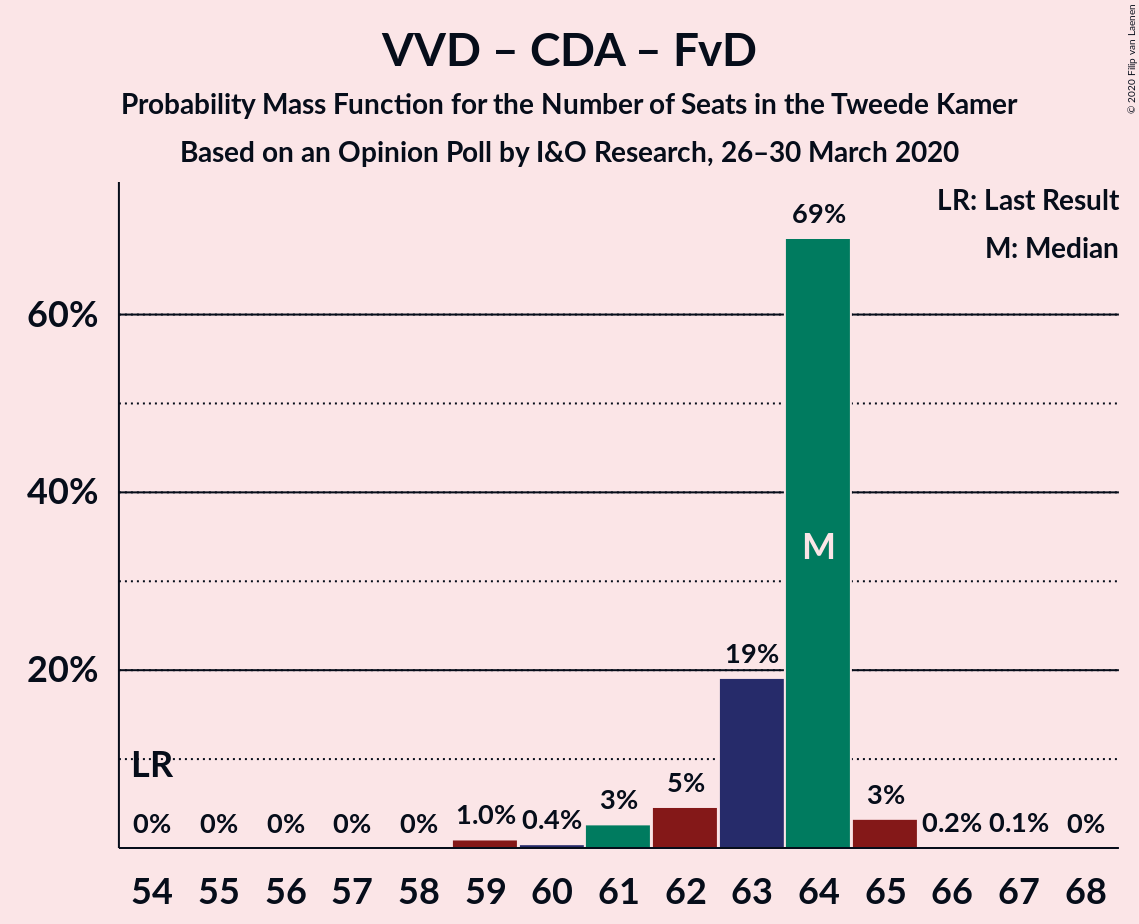 VVD – CDA – FvD
Probability Mass Function for the Number of Seats in the Tweede Kamer
Based on an Opinion Poll by I&O Research, 26–30 March 2020
© 2020 Filip van Laenen
LR: Last Result
M: Median
60%
40%
20%
LR
M
0% 0% 0% 0% 0% 1.0% 0.4% 3% 5% 19% 69% 3% 0.2% 0.1% 0%
54 55 56 57 58 59 60 61 62 63 64 65 66 67 68